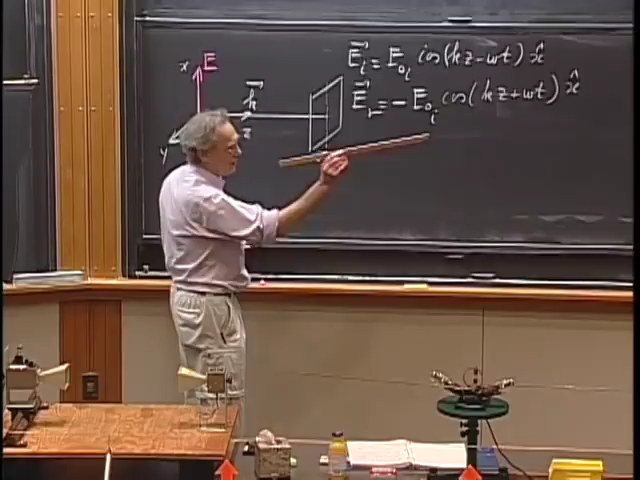 x E
E⃗ᵢ = E₀ᵢ cos(kz-ωt) x̂
E⃗ᵣ = -E₀ᵢ cos(kz+ωt) x̂
k⃗
z
y